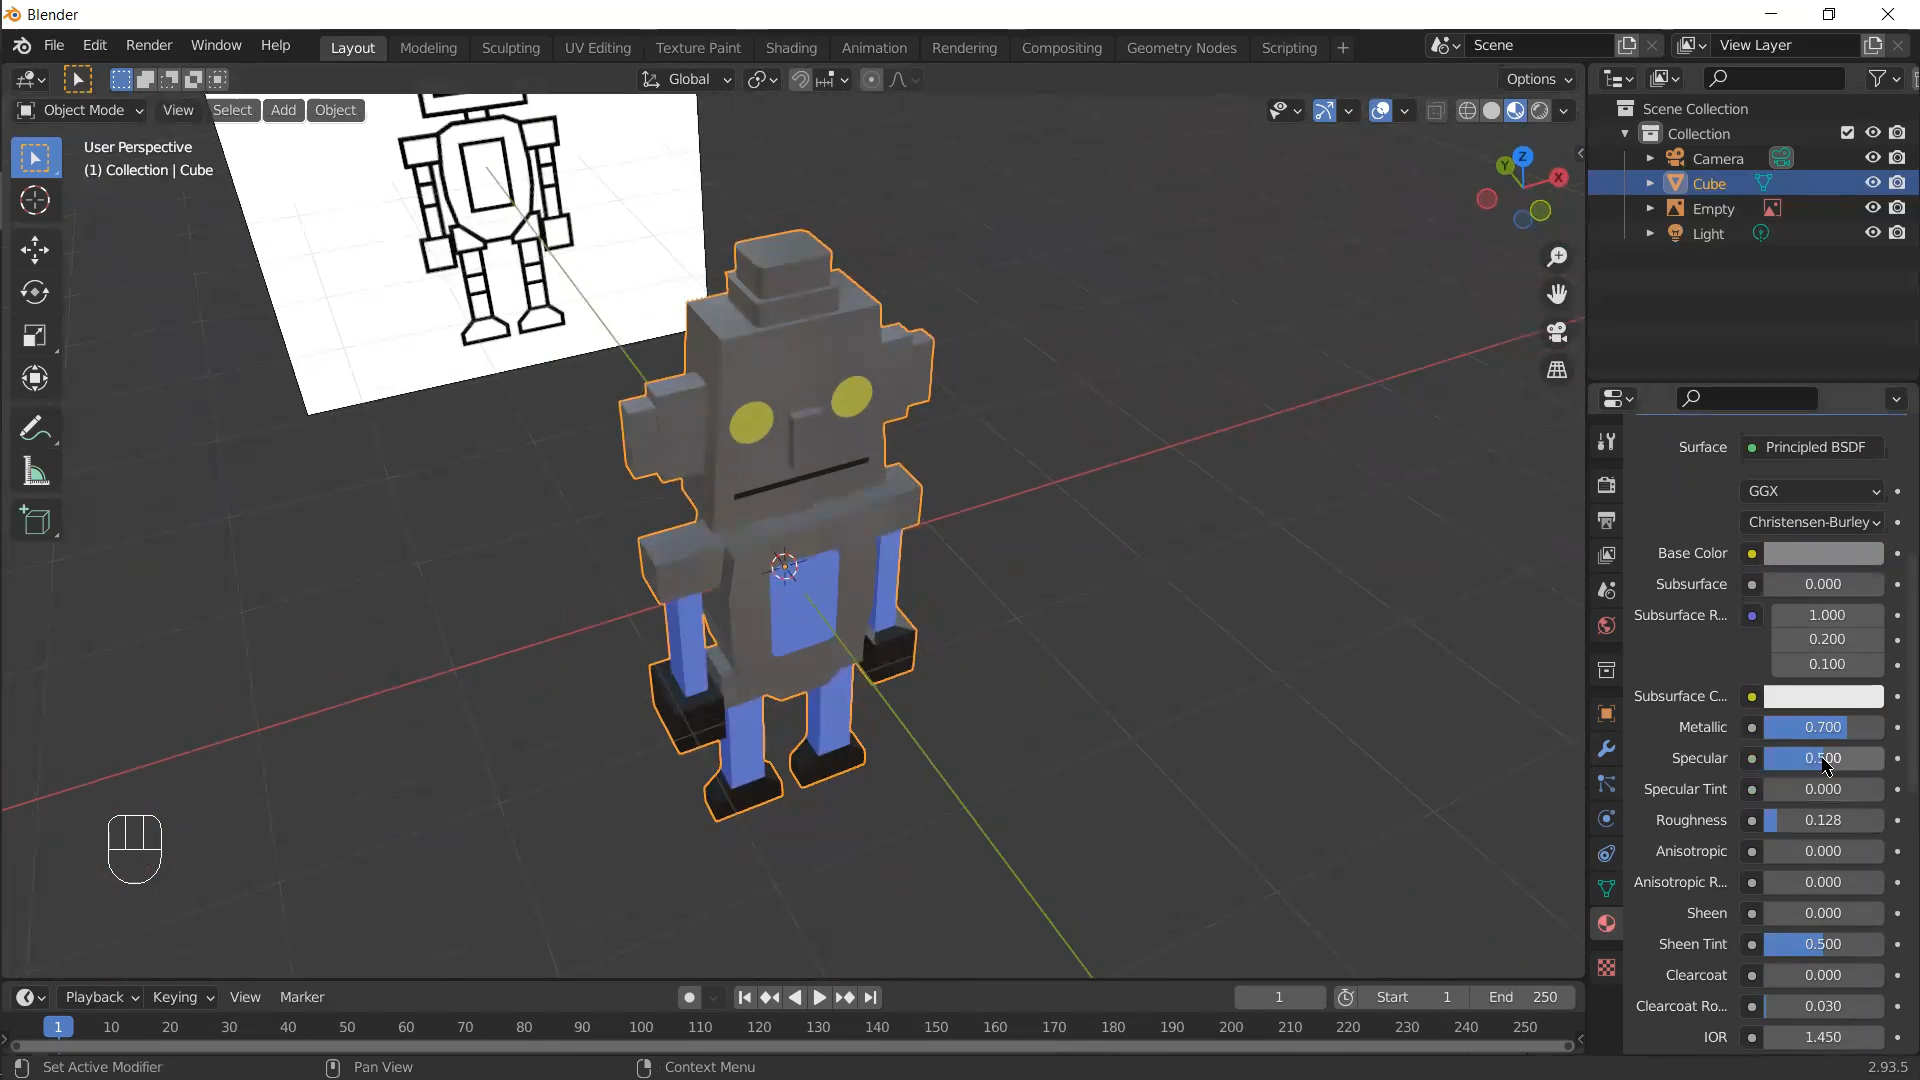 Blender
File Edit Render Window Help Layout Modeling Sculpting UV Editing Texture Paint Shading Animation Rendering Compositing Geometry Nodes Scripting + Scene View Layer
Global Options
Object Mode View Select Add Object
User Perspective
(1) Collection | Cube
Z
Y
X
Scene Collection
Collection
Camera
Cube
Empty
Light
Surface Principled BSDF
GGX
Christensen-Burley
Base Color
Subsurface 0.000
Subsurface R... 1.000
0.200
0.100
Subsurface C...
Metallic 0.700
Specular 0.500
Specular Tint 0.000
Roughness 0.128
Anisotropic 0.000
Anisotropic R... 0.000
Sheen 0.000
Sheen Tint 0.500
Clearcoat 0.000
Clearcoat Ro... 0.030
IOR 1.450
Playback Keying View Marker 1 Start 1 End 250
1 10 20 30 40 50 60 70 80 90 100 110 120 130 140 150 160 170 180 190 200 210 220 230 240 250
Set Active Modifier Pan View Context Menu 2.93.5